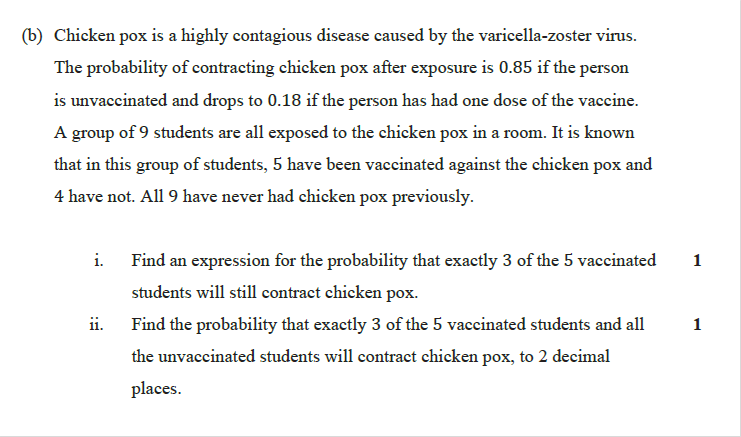 (b) Chicken pox is a highly contagious disease caused by the varicella-zoster virus.
The probability of contracting chicken pox after exposure is 0.85 if the person
is unvaccinated and drops to 0.18 if the person has had one dose of the vaccine.
A group of 9 students are all exposed to the chicken pox in a room. It is known
that in this group of students, 5 have been vaccinated against the chicken pox and
4 have not. All 9 have never had chicken pox previously.
i. Find an expression for the probability that exactly 3 of the 5 vaccinated 1
students will still contract chicken pox.
ii. Find the probability that exactly 3 of the 5 vaccinated students and all 1
the unvaccinated students will contract chicken pox, to 2 decimal
places.